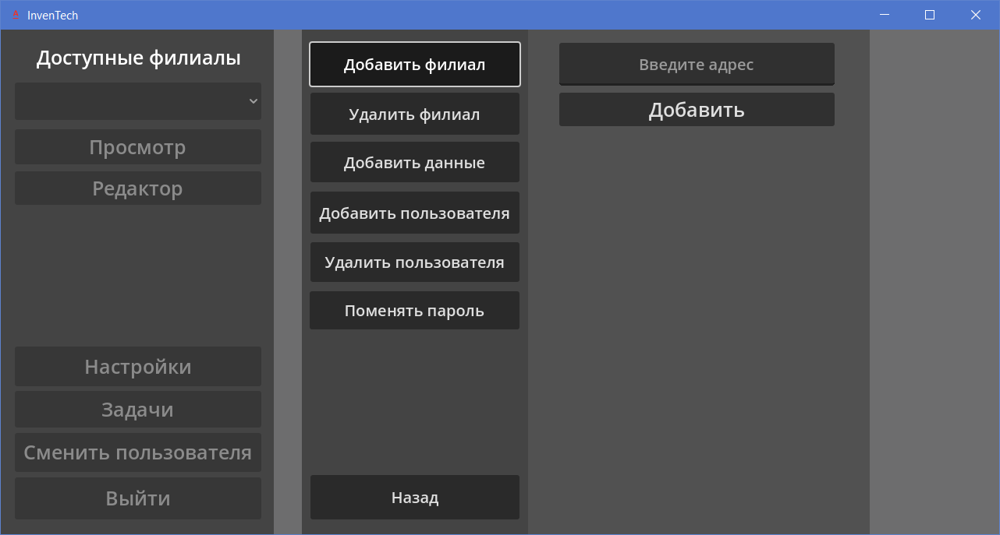 InvenTech
Доступные филиалы
Просмотр
Редактор
Настройки
Задачи
Сменить пользователя
Выйти
Добавить филиал
Удалить филиал
Добавить данные
Добавить пользователя
Удалить пользователя
Поменять пароль
Назад
Введите адрес
Добавить